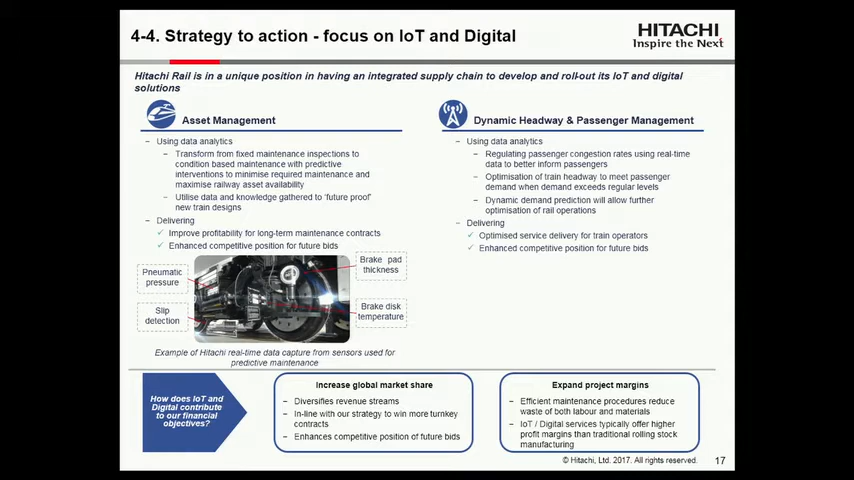 4-4. Strategy to action - focus on IoT and Digital
HITACHI
Inspire the Next
Hitachi Rail is in a unique position in having an integrated supply chain to develop and roll-out its IoT and digital
solutions
Asset Management
– Using data analytics
– Transform from fixed maintenance inspections to
condition based maintenance with predictive
interventions to minimise required maintenance and
maximise railway asset availability
– Utilise data and knowledge gathered to 'future proof'
new train designs
– Delivering
✓ Improve profitability for long-term maintenance contracts
✓ Enhanced competitive position for future bids
Pneumatic
pressure
Slip
detection
Brake pad
thickness
Brake disk
temperature
Example of Hitachi real-time data capture from sensors used for
predictive maintenance
Dynamic Headway & Passenger Management
– Using data analytics
– Regulating passenger congestion rates using real-time
data to better inform passengers
– Optimisation of train headway to meet passenger
demand when demand exceeds regular levels
– Dynamic demand prediction will allow further
optimisation of rail operations
– Delivering
✓ Optimised service delivery for train operators
✓ Enhanced competitive position for future bids
How does IoT and
Digital contribute
to our financial
objectives?
Increase global market share
– Diversifies revenue streams
– In-line with our strategy to win more turnkey
contracts
– Enhances competitive position of future bids
Expand project margins
– Efficient maintenance procedures reduce
waste of both labour and materials
– IoT / Digital services typically offer higher
profit margins than traditional rolling stock
manufacturing
© Hitachi, Ltd. 2017. All rights reserved.
17